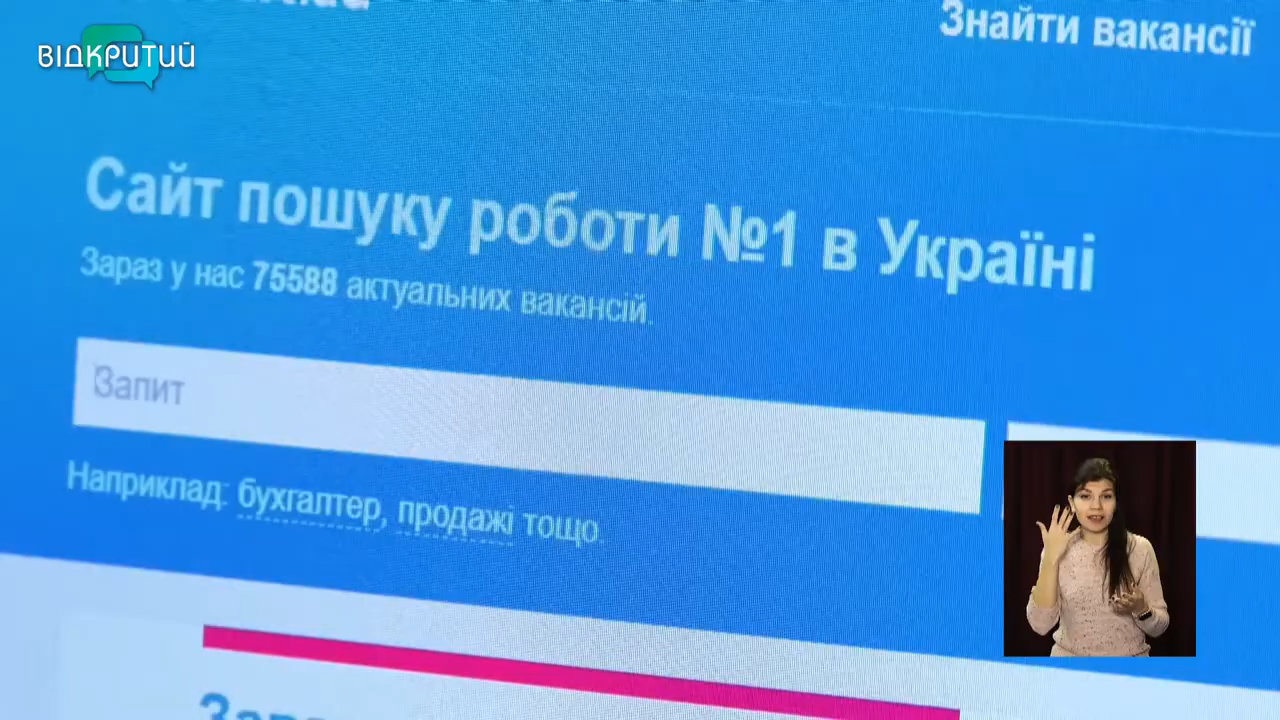 ВІДКРИТИЙ
Знайти вакансії
Сайт пошуку роботи №1 в Україні
Зараз у нас 75588 актуальних вакансій.
Запит
Наприклад: бухгалтер, продажі тощо.